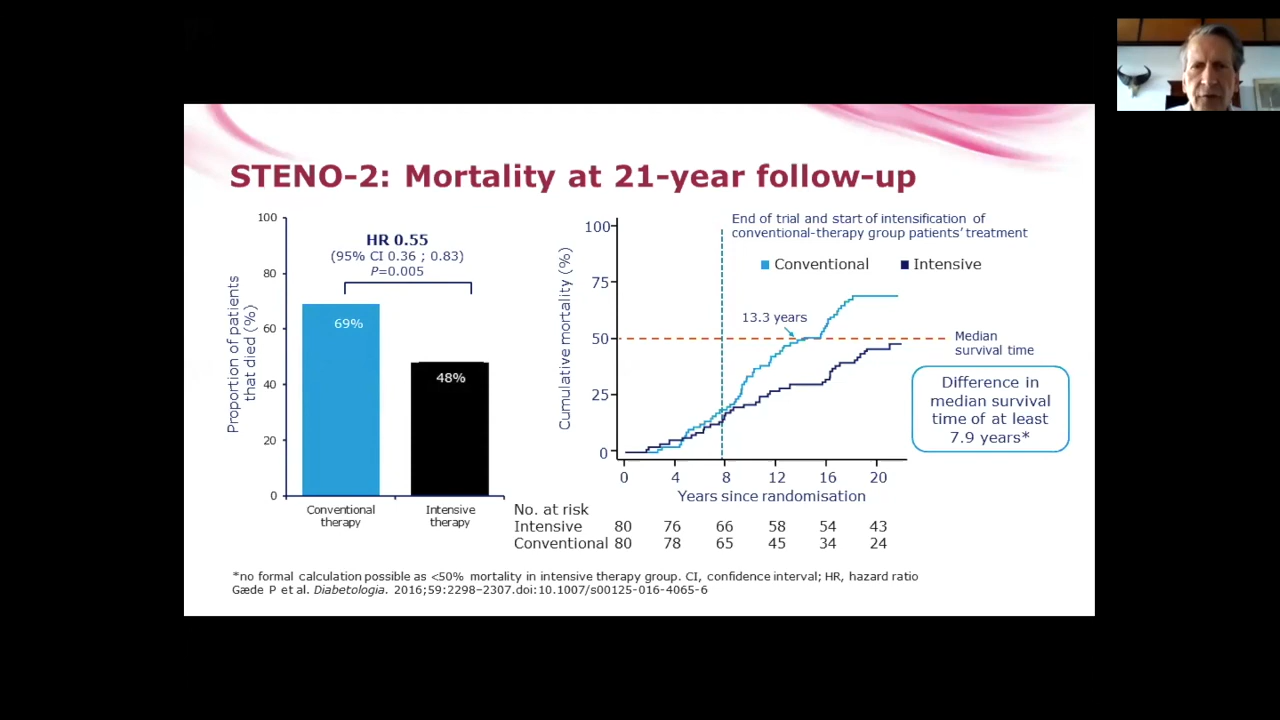 STENO-2: Mortality at 21-year follow-up
Proportion of patients
that died (%)
100
80
60
40
20
0
HR 0.55
(95% CI 0.36 ; 0.83)
P=0.005
69%
48%
Conventional
therapy
Intensive
therapy
End of trial and start of intensification of
conventional-therapy group patients’ treatment
Conventional
Intensive
Cumulative mortality (%)
100
75
50
25
0
13.3 years
Median
survival time
Difference in
median survival
time of at least
7.9 years*
0 4 8 12 16 20
Years since randomisation
No. at risk
Intensive 80 76 66 58 54 43
Conventional 80 78 65 45 34 24
*no formal calculation possible as <50% mortality in intensive therapy group. CI, confidence interval; HR, hazard ratio
Gæde P et al. Diabetologia. 2016;59:2298–2307.doi:10.1007/s00125-016-4065-6